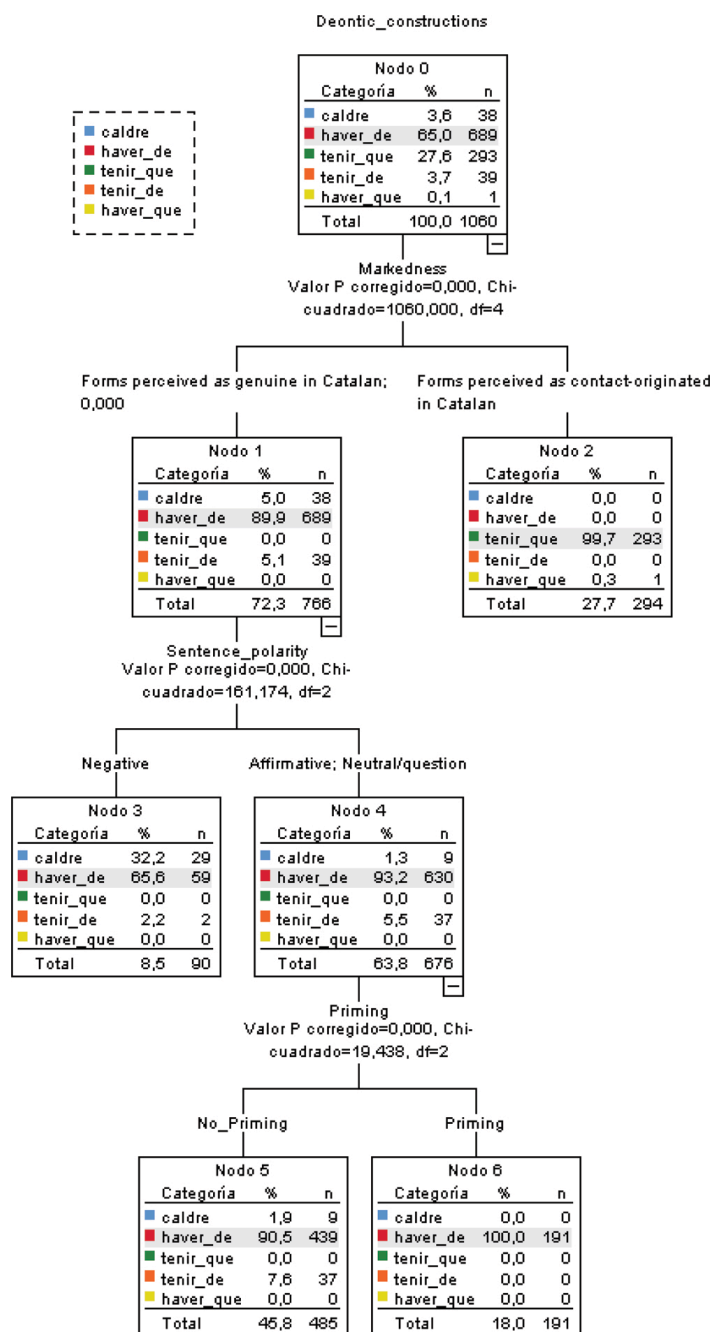 Deontic_constructions
caldre
haver_de
tenir_que
tenir_de
haver_que
Nodo 0
Categoría % n
caldre 3,6 38
haver_de 65,0 689
tenir_que 27,6 293
tenir_de 3,7 39
haver_que 0,1 1
Total 100,0 1060
Markedness
Valor P corregido=0,000, Chi-
cuadrado=1060,000, df=4
Forms perceived as genuine in Catalan;
0,000
Forms perceived as contact-originated
in Catalan
Nodo 1
Categoría % n
caldre 5,0 38
haver_de 89,9 689
tenir_que 0,0 0
tenir_de 5,1 39
haver_que 0,0 0
Total 72,3 766
Nodo 2
Categoría % n
caldre 0,0 0
haver_de 0,0 0
tenir_que 99,7 293
tenir_de 0,0 0
haver_que 0,3 1
Total 27,7 294
Sentence_polarity
Valor P corregido=0,000, Chi-
cuadrado=161,174, df=2
Negative
Affirmative; Neutral/question
Nodo 3
Categoría % n
caldre 32,2 29
haver_de 65,6 59
tenir_que 0,0 0
tenir_de 2,2 2
haver_que 0,0 0
Total 8,5 90
Nodo 4
Categoría % n
caldre 1,3 9
haver_de 93,2 630
tenir_que 0,0 0
tenir_de 5,5 37
haver_que 0,0 0
Total 63,8 676
Priming
Valor P corregido=0,000, Chi-
cuadrado=19,438, df=2
No_Priming
Priming
Nodo 5
Categoría % n
caldre 1,9 9
haver_de 90,5 439
tenir_que 0,0 0
tenir_de 7,6 37
haver_que 0,0 0
Total 45,8 485
Nodo 6
Categoría % n
caldre 0,0 0
haver_de 100,0 191
tenir_que 0,0 0
tenir_de 0,0 0
haver_que 0,0 0
Total 18,0 191